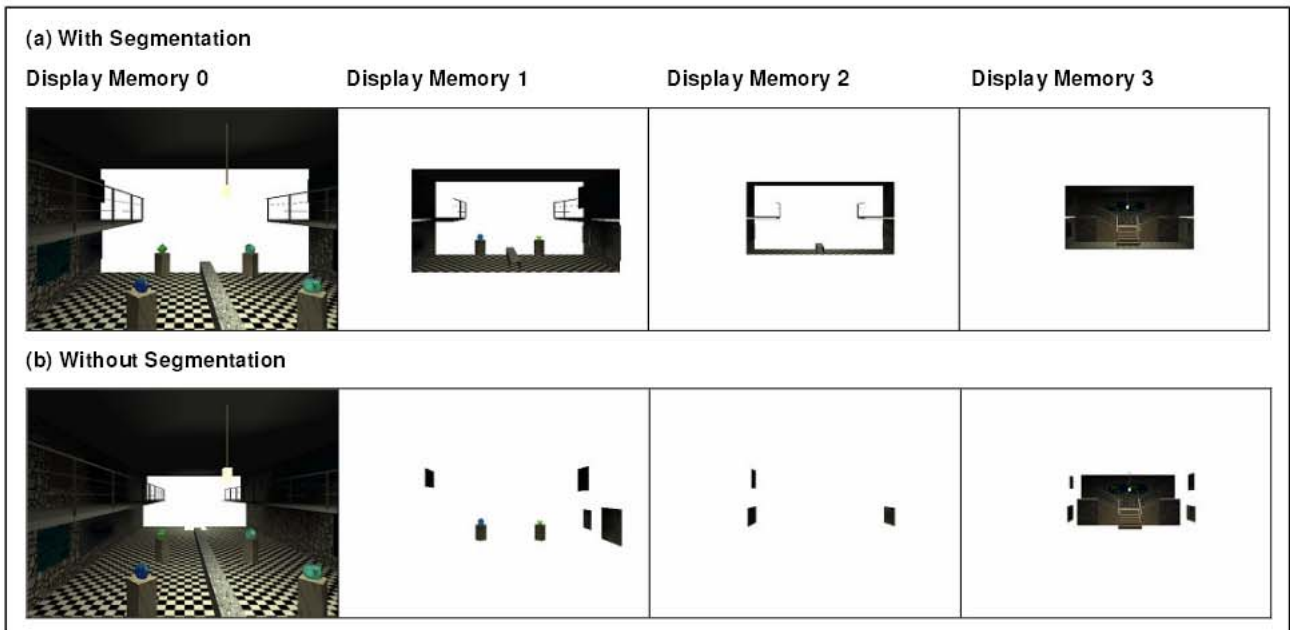 (a) With Segmentation
Display Memory 0
Display Memory 1
Display Memory 2
Display Memory 3
(b) Without Segmentation